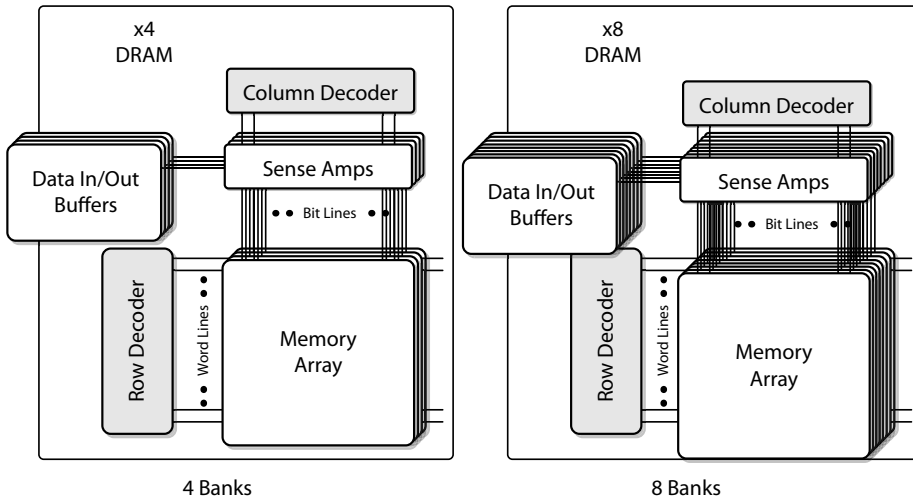 x4
DRAM
Column Decoder
Sense Amps
Data In/Out
Buffers
Bit Lines
Row Decoder
Word Lines
Memory
Array
4 Banks
x8
DRAM
Column Decoder
Sense Amps
Data In/Out
Buffers
Bit Lines
Row Decoder
Word Lines
Memory
Array
8 Banks